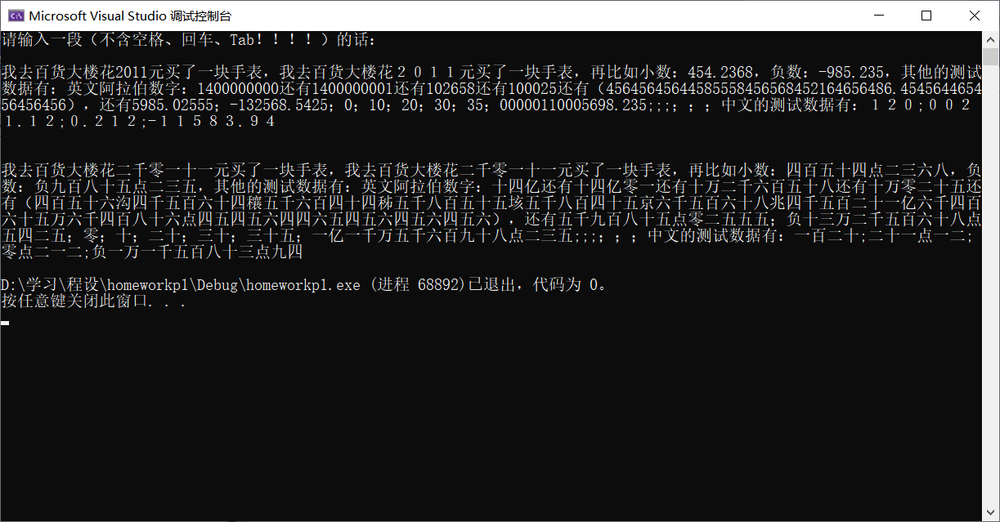 Microsoft Visual Studio 调试控制台
请输入一段（不含空格、回车、Tab！！！！）的话：
我去百货大楼花2011元买了一块手表，我去百货大楼花２０１１元买了一块手表，再比如小数：454.2368，负数：-985.235，其他的测试
数据有：英文阿拉伯数字：1400000000还有1400000001还有102658还有100025还有（456456456445855558456568452164656486.454564465
456456456），还有5985.02555；-132568.5425；0；10；20；30；35；00000110005698.235;;;；；；中文的测试数据有：１２０;００２
１.１２;０.２１２;-１１５８３.９４
我去百货大楼花二千零一十一元买了一块手表，我去百货大楼花二千零一十一元买了一块手表，再比如小数：四百五十四点二三六八，负
数：负九百八十五点二三五，其他的测试数据有：英文阿拉伯数字：十四亿还有十四亿零一还有十万二千六百五十八还有十万零二十五还
有（四百五十六沟四千五百六十四穰五千六百四十四秭五千八百五十五垓五千八百四十五京六千五百六十八兆四千五百二十一亿六千四百
六十五万六千四百八十六点四五四五六四四六五四五六四五六四五六），还有五千九百八十五点零二五五五；负十三万二千五百六十八点
五四二五；零；十；二十；三十；三十五；一亿一千万五千六百九十八点二三五;;;；；；中文的测试数据有：一百二十;二十一点一二;
零点二一二;负一万一千五百八十三点九四
D:\学习\程设\homeworkpl\Debug\homeworkpl.exe (进程 68892)已退出，代码为 0。
按任意键关闭此窗口. . .